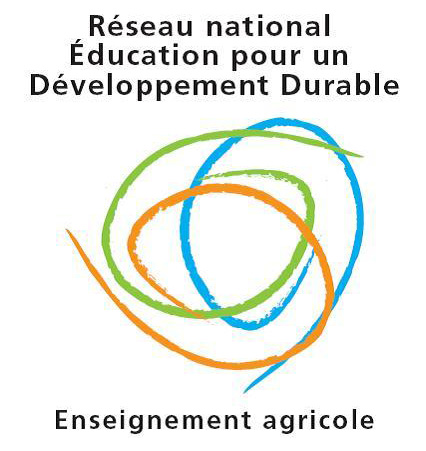 Réseau national
Éducation pour un
Développement Durable
Enseignement agricole